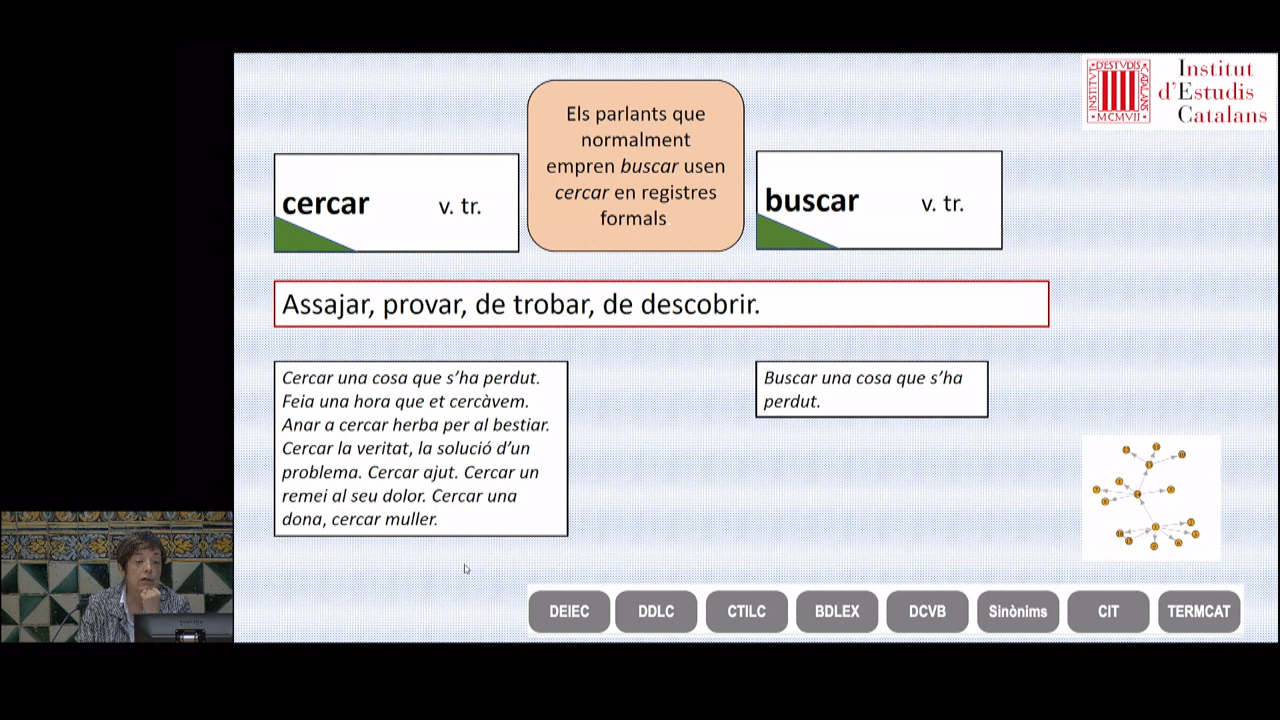 Institut
d'Estudis
Catalans
INSTITUT
D'ESTUDIS
CATALANS
MCMVII
Els parlants que
normalment
empren buscar usen
cercar en registres
formals
cercar v. tr.
buscar v. tr.
Assajar, provar, de trobar, de descobrir.
Cercar una cosa que s’ha perdut.
Feia una hora que et cercàvem.
Anar a cercar herba per al bestiar.
Cercar la veritat, la solució d’un
problema. Cercar ajut. Cercar un
remei al seu dolor. Cercar una
dona, cercar muller.
Buscar una cosa que s’ha
perdut.
DEIEC
DDLC
CTILC
BDLEX
DCVB
Sinònims
CIT
TERMCAT